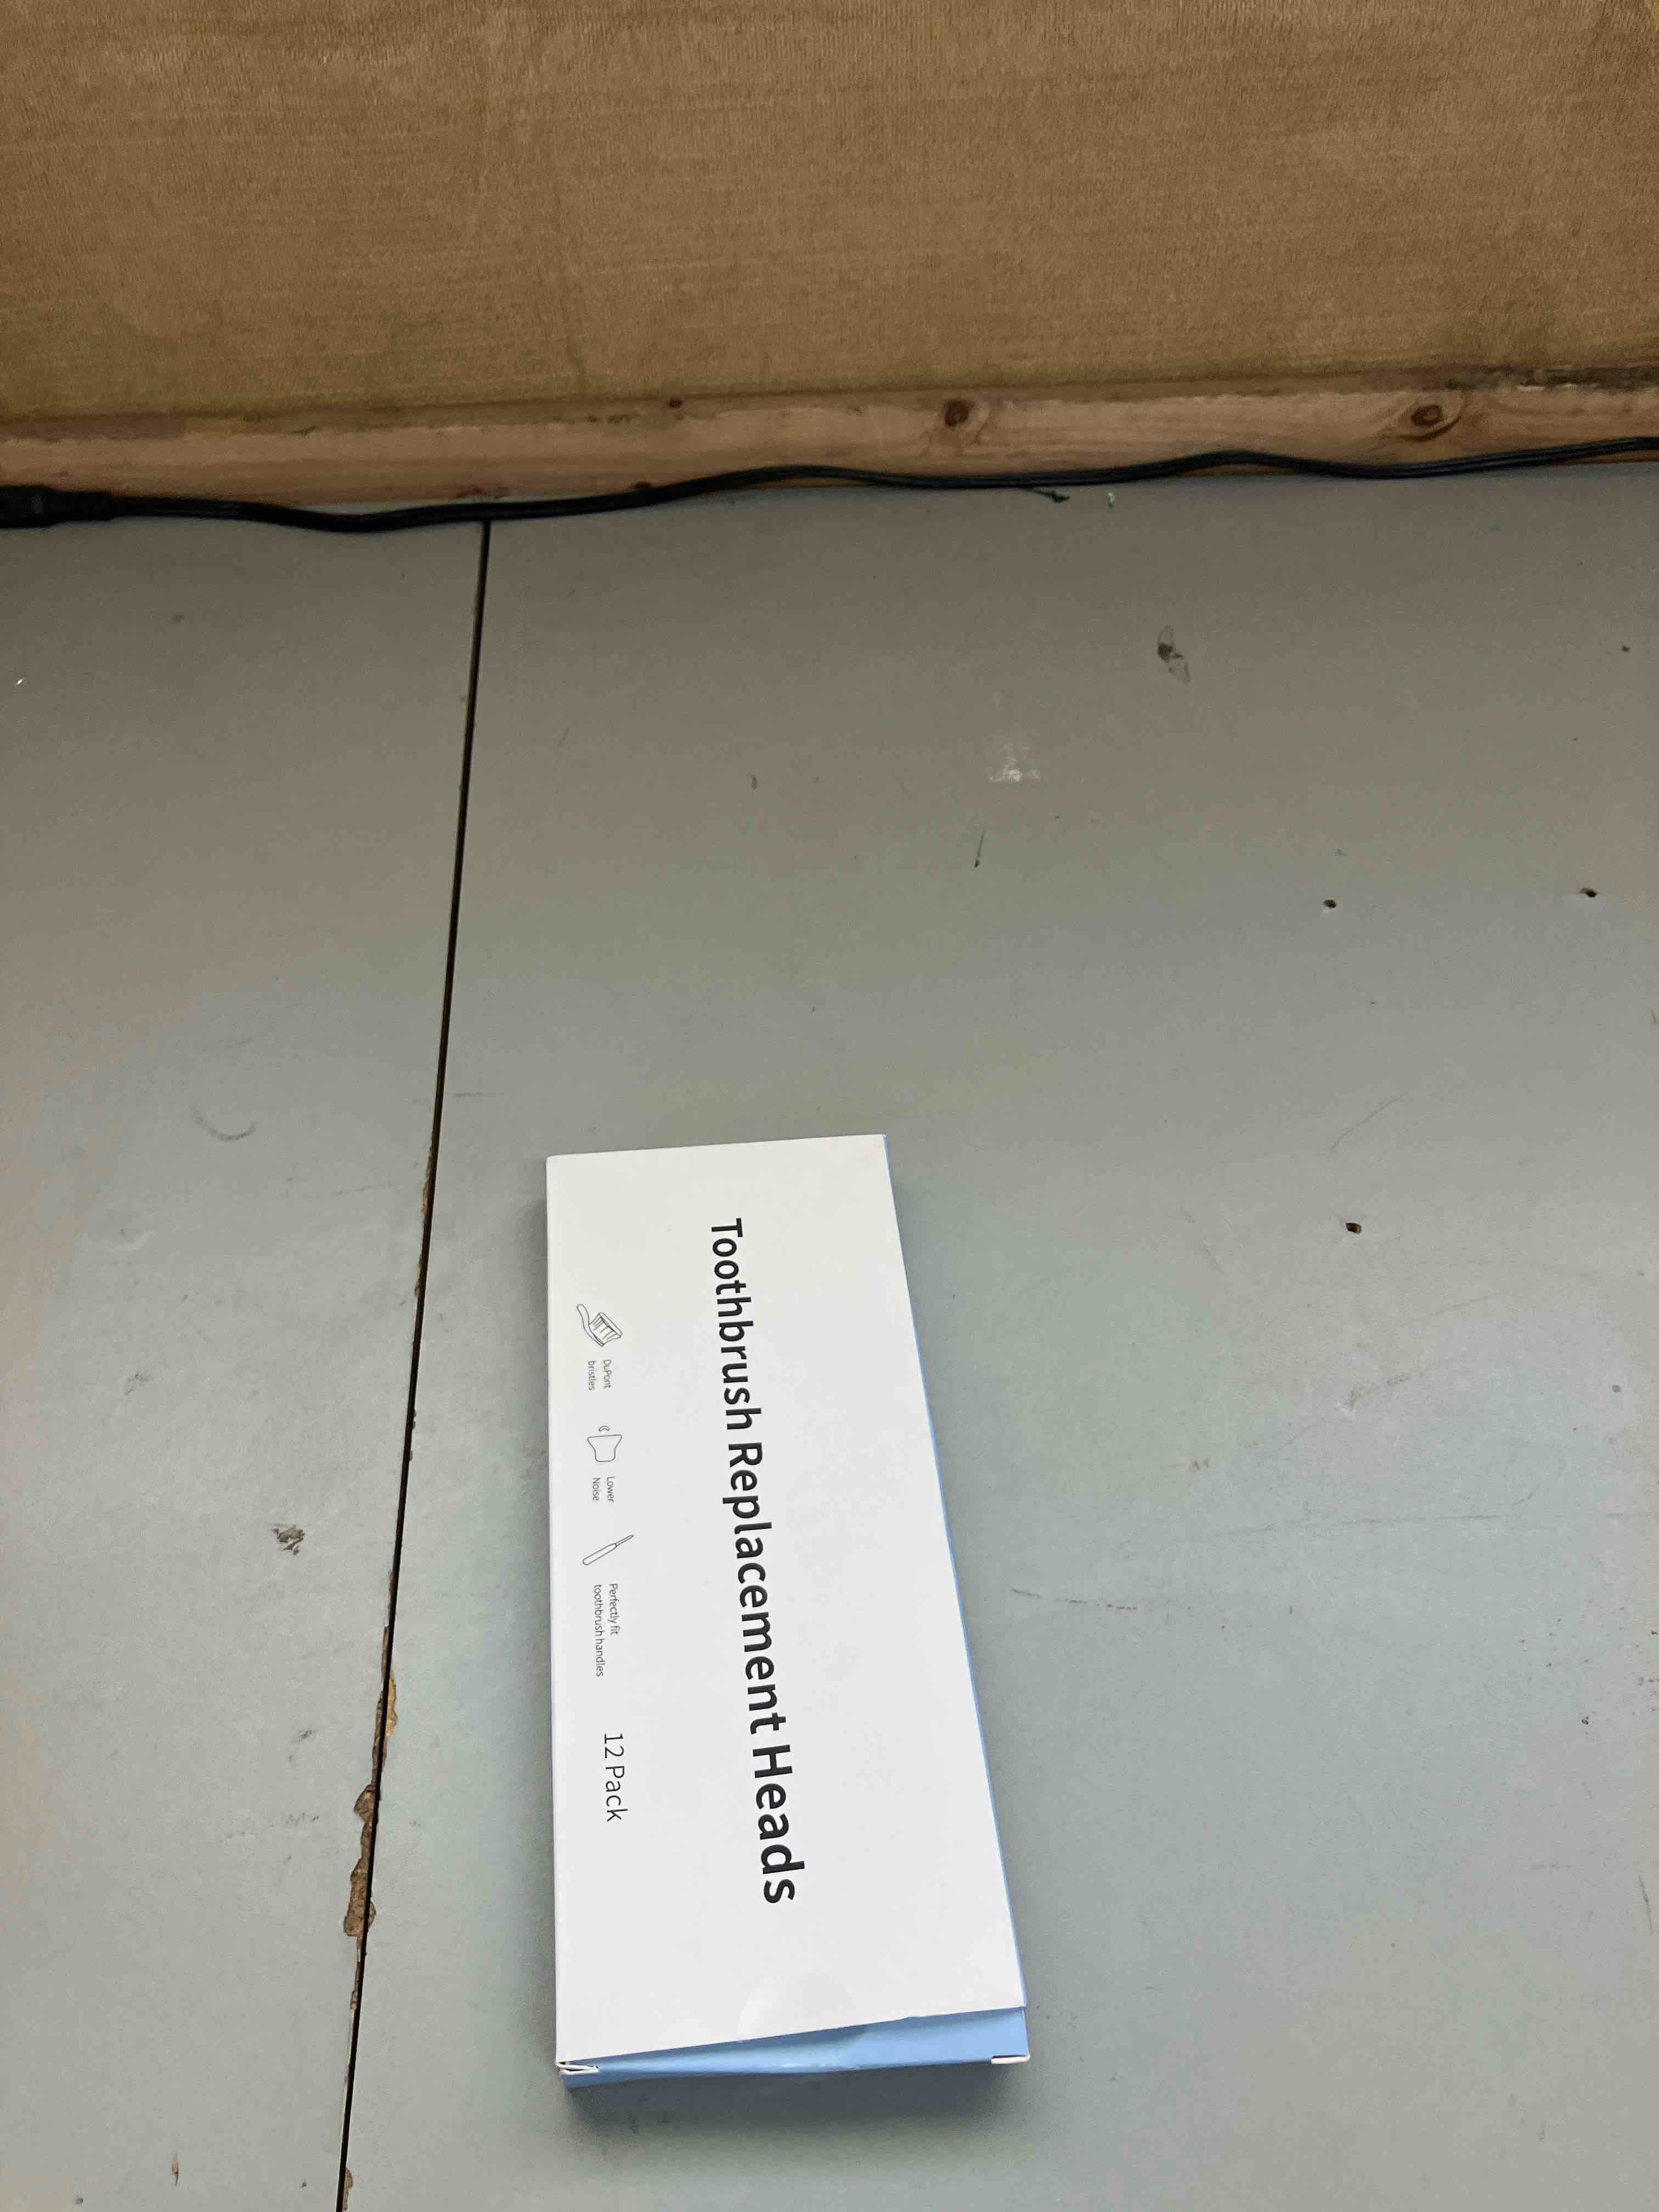 Toothbrush Replacement Heads
DuPont
bristles
Lower
Noise
Perfectly fit
toothbrush handles
12 Pack